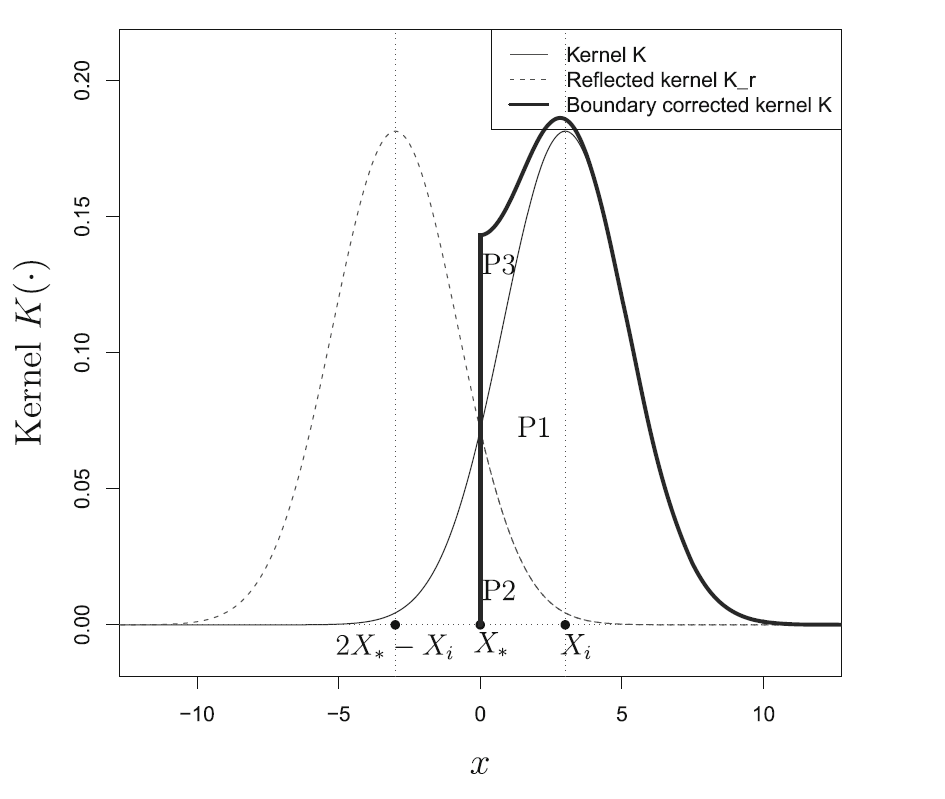 Kernel K
Reflected kernel K_r
Boundary corrected kernel K
0.20
0.15
0.10
0.05
0.00
Kernel K(·)
P3
P1
P2
2X* − Xi X* Xi
−10 −5 0 5 10
x